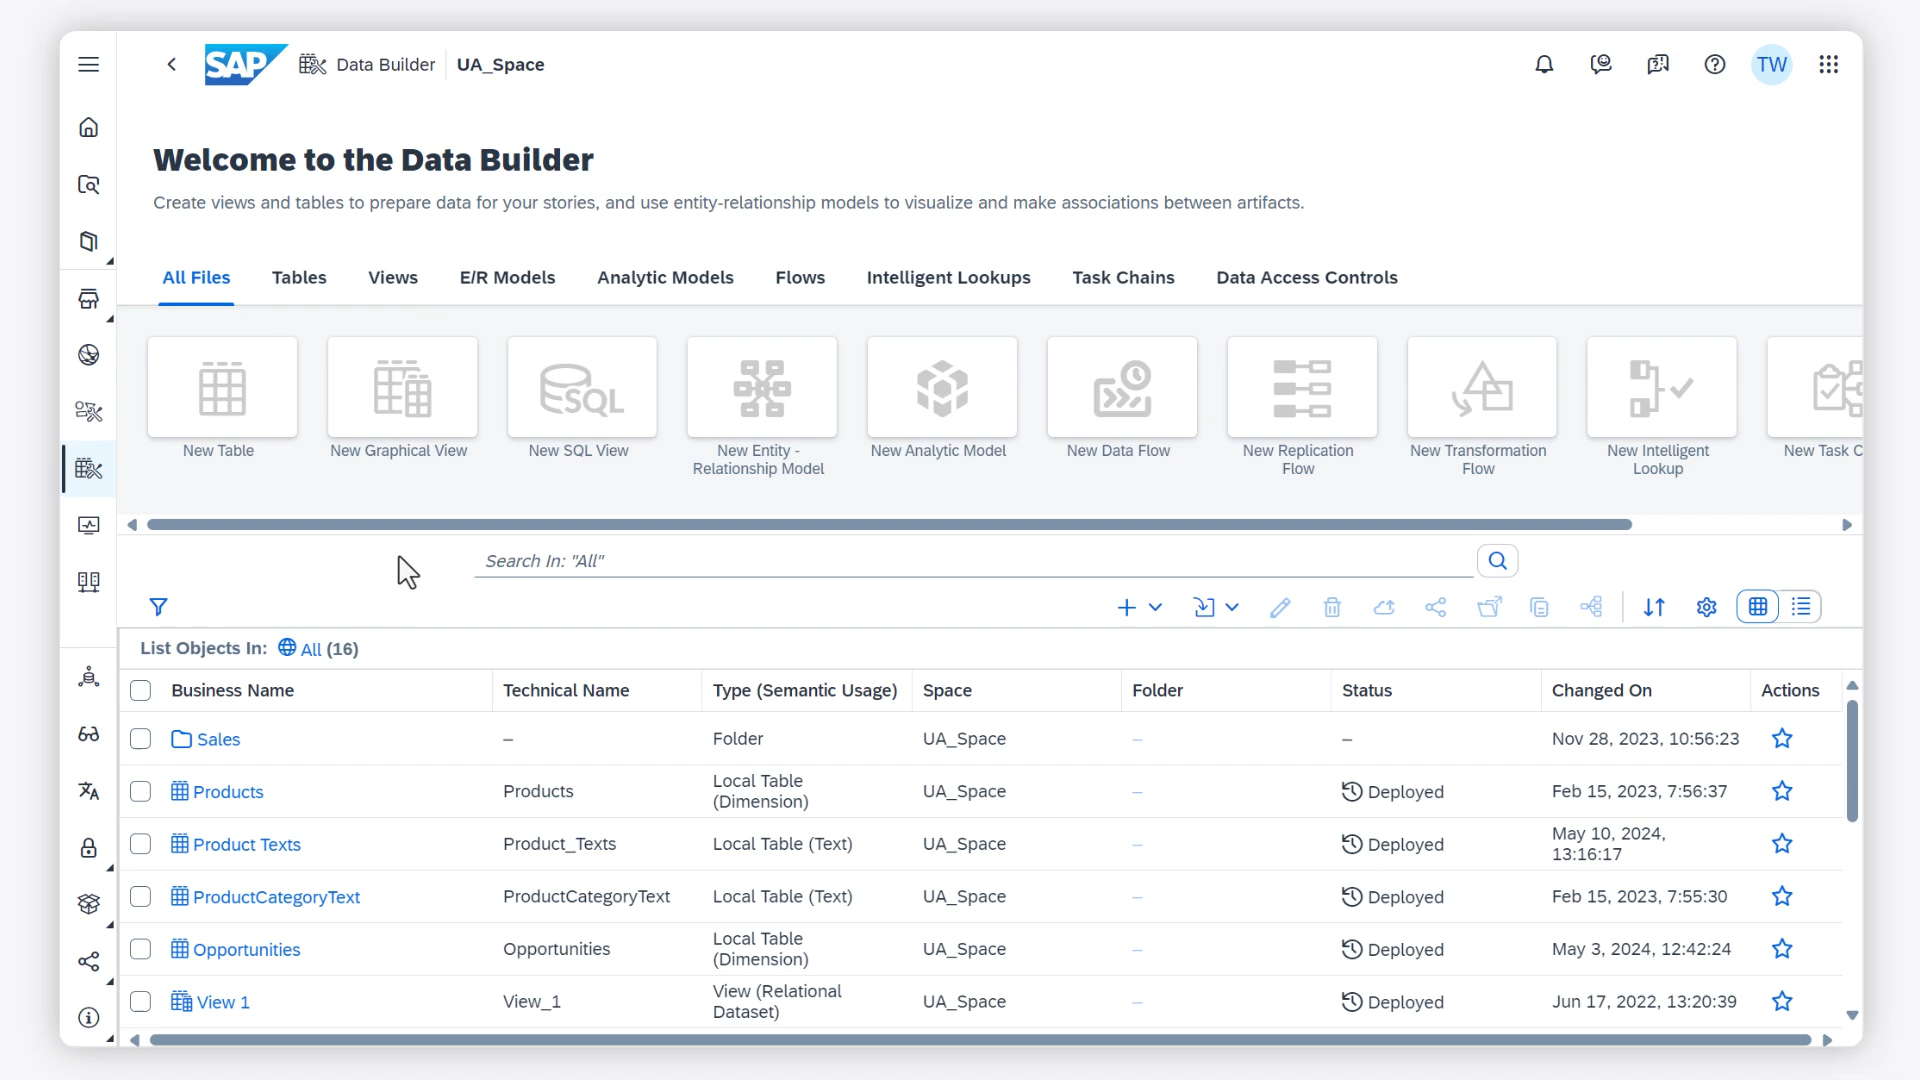 SAP Data Builder UA_Space TW
Welcome to the Data Builder
Create views and tables to prepare data for your stories, and use entity-relationship models to visualize and make associations between artifacts.
All Files Tables Views E/R Models Analytic Models Flows Intelligent Lookups Task Chains Data Access Controls
SQL
New Table New Graphical View New SQL View New Entity - New Analytic Model New Data Flow New Replication New Transformation New Intelligent New Task C
Relationship Model Flow Flow Lookup
Search In: "All"
List Objects In: All (16)
Business Name Technical Name Type (Semantic Usage) Space Folder Status Changed On Actions
Sales – Folder UA_Space – – Nov 28, 2023, 10:56:23
Products Products Local Table UA_Space – Deployed Feb 15, 2023, 7:56:37
(Dimension)
Product Texts Product_Texts Local Table (Text) UA_Space – Deployed May 10, 2024,
13:16:17
ProductCategoryText ProductCategoryText Local Table (Text) UA_Space – Deployed Feb 15, 2023, 7:55:30
Opportunities Opportunities Local Table UA_Space – Deployed May 3, 2024, 12:42:24
(Dimension)
View 1 View_1 View (Relational UA_Space – Deployed Jun 17, 2022, 13:20:39
Dataset)